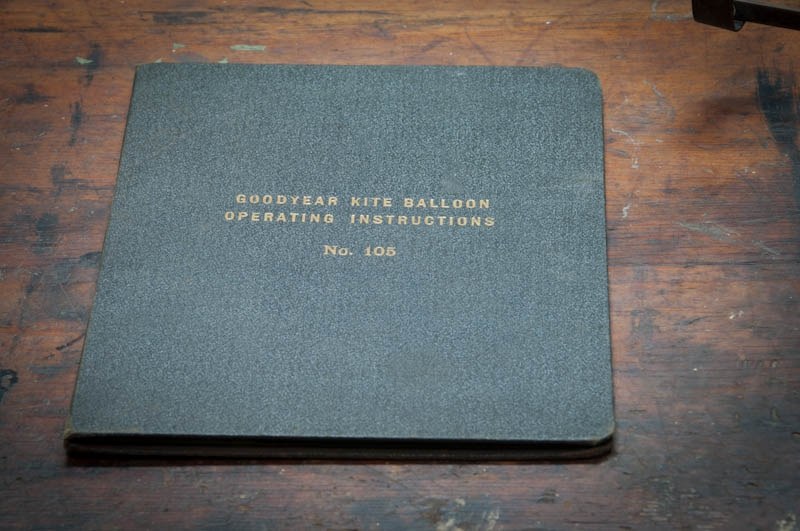 GOODYEAR KITE BALLOON
OPERATING INSTRUCTIONS
No. 105